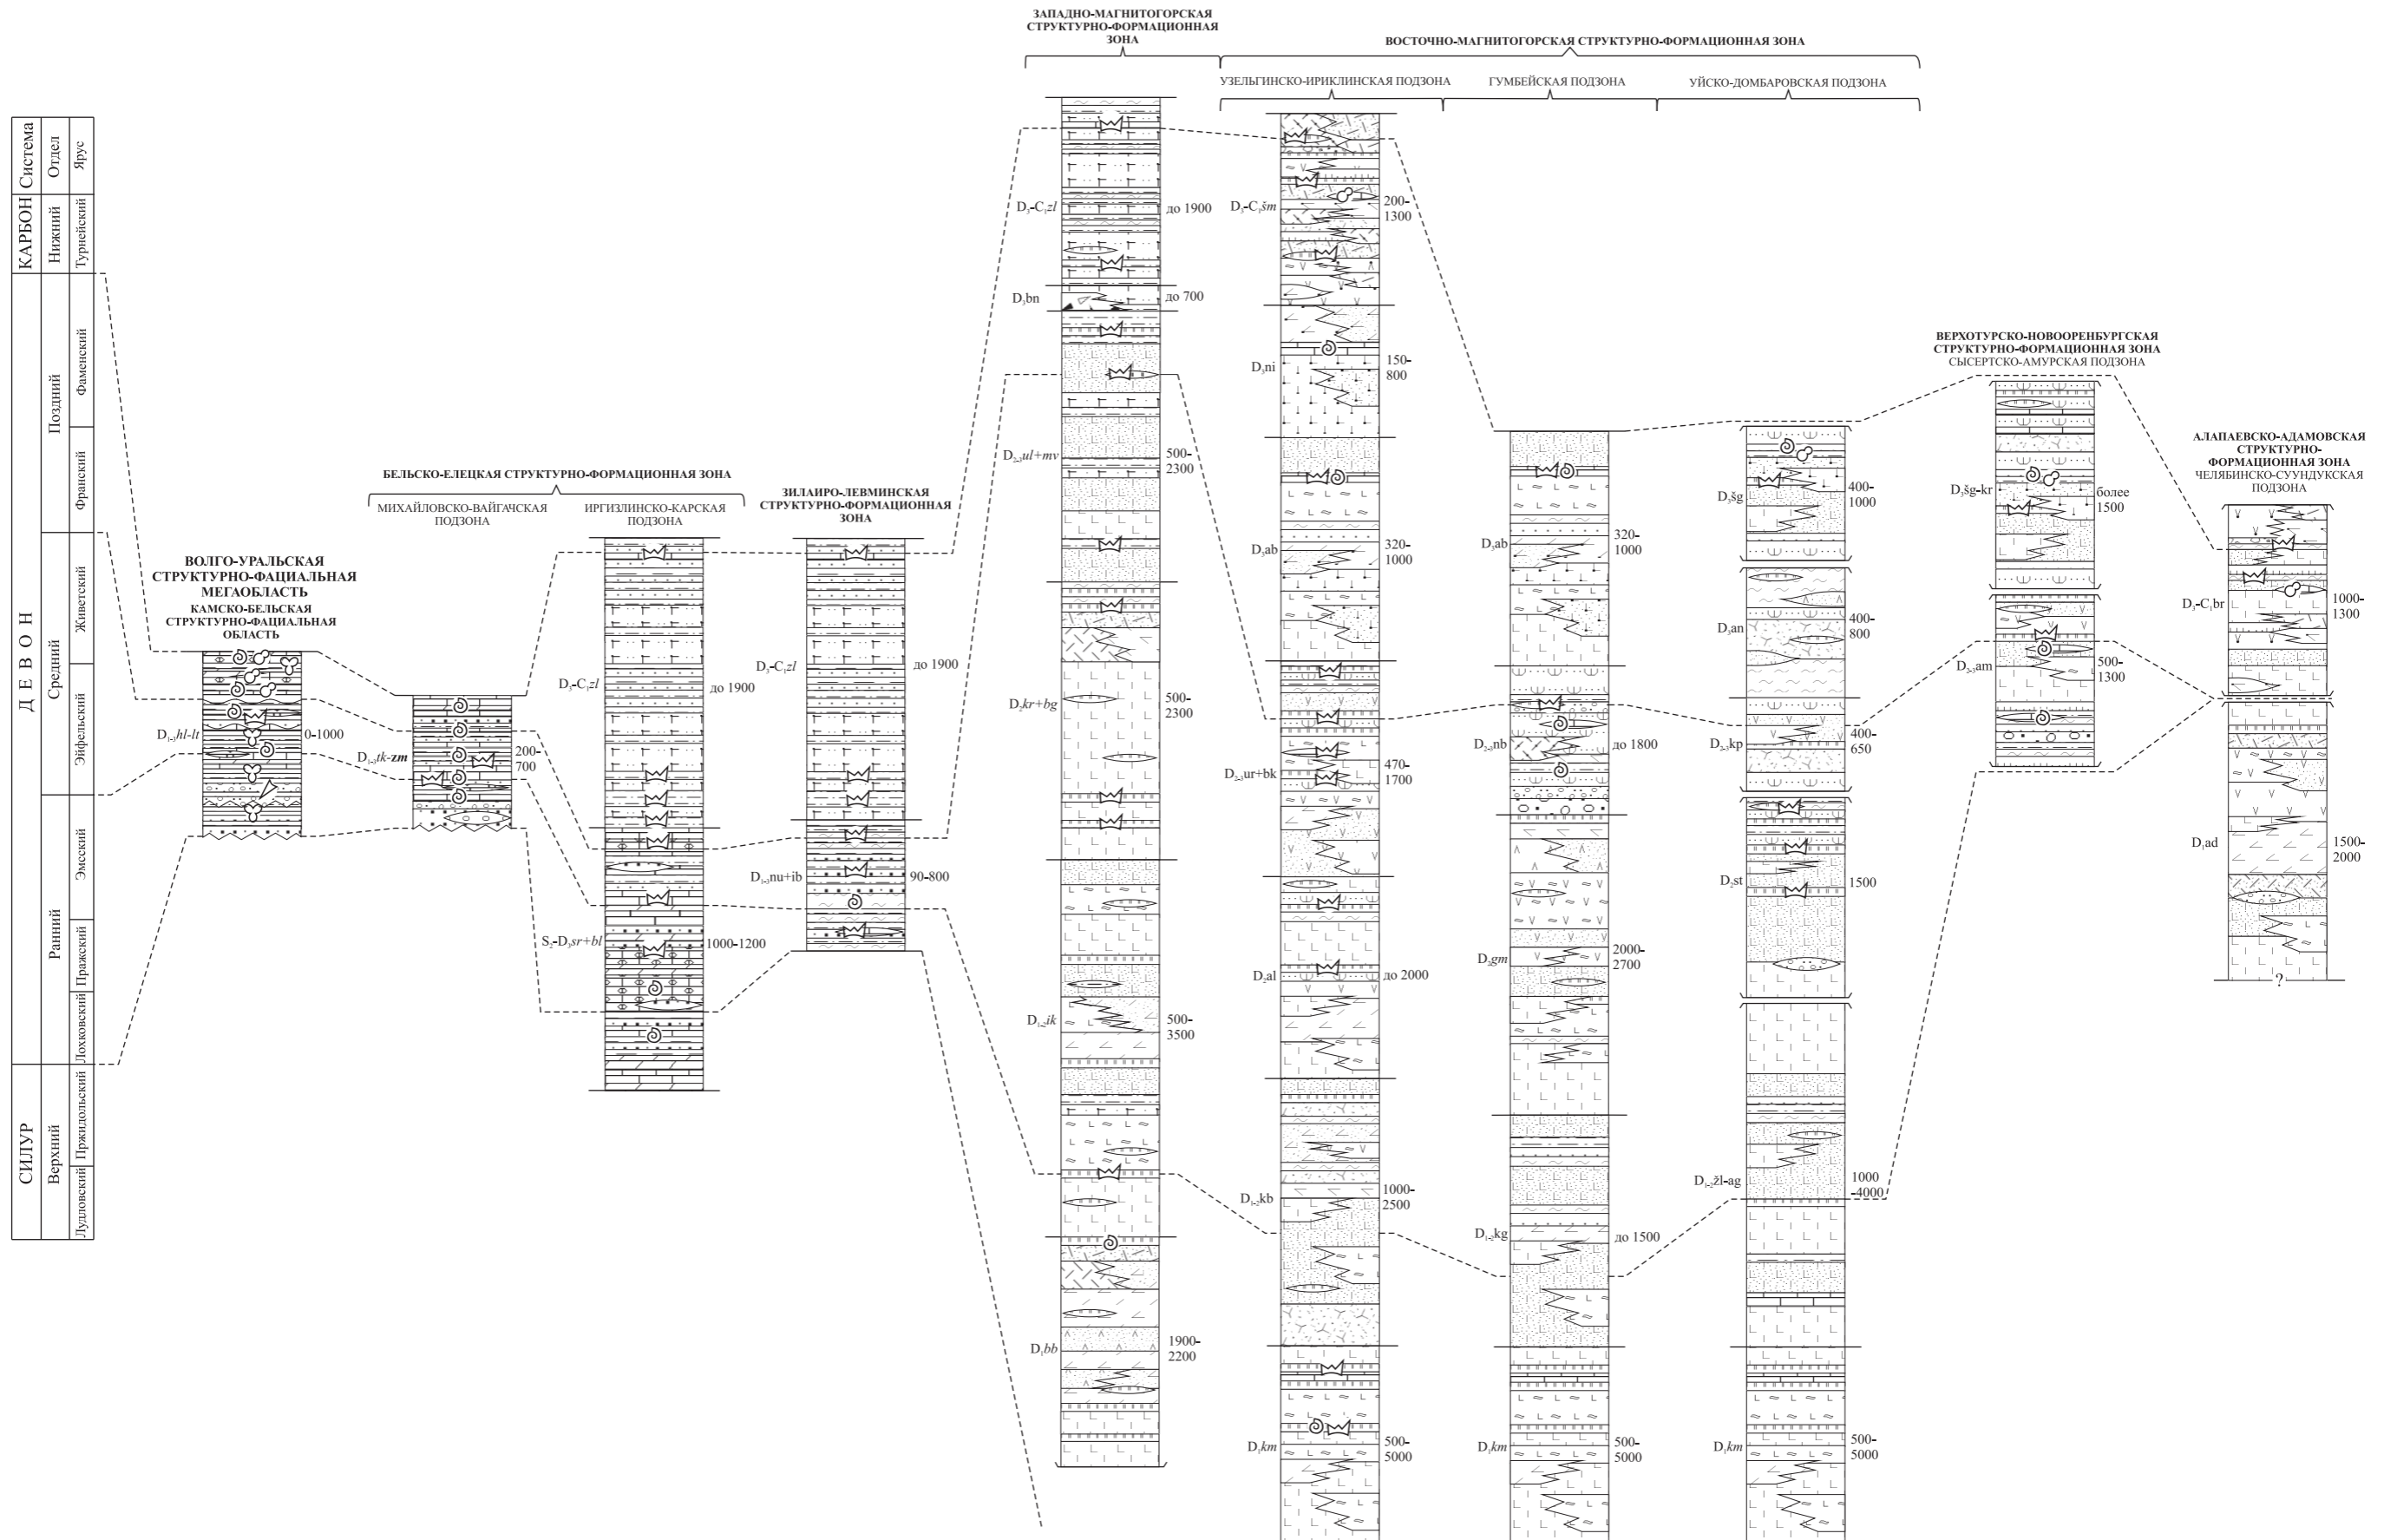 ЗАПАДНО-МАГНИТОГОРСКАЯ
СТРУКТУРНО-ФОРМАЦИОННАЯ
ЗОНА
ВОСТОЧНО-МАГНИТОГОРСКАЯ СТРУКТУРНО-ФОРМАЦИОННАЯ ЗОНА
УЗЕЛЬГИНСКО-ИРИКЛИНСКАЯ ПОДЗОНА
ГУМБЕЙСКАЯ ПОДЗОНА
УЙСКО-ДОМБАРОВСКАЯ ПОДЗОНА
Система
Отдел
Ярус
КАРБОН
Нижний
Турнейский
ДЕВОН
Поздний
Фаменский
Франский
Средний
Живетский
Эйфельский
Ранний
Эмсский
Пражский
Лохковский
СИЛУР
Верхний
Пржидольский
Лудловский
ВОЛГО-УРАЛЬСКАЯ
СТРУКТУРНО-ФАЦИАЛЬНАЯ
МЕГАОБЛАСТЬ
КАМСКО-БЕЛЬСКАЯ
СТРУКТУРНО-ФАЦИАЛЬНАЯ
ОБЛАСТЬ
D₁₋₃hl-lt
0-1000
БЕЛЬСКО-ЕЛЕЦКАЯ СТРУКТУРНО-ФОРМАЦИОННАЯ ЗОНА
МИХАЙЛОВСКО-ВАЙГАЧСКАЯ
ПОДЗОНА
D₁₋₃tk-zm
200-
700
ИРГИЗЛИНСКО-КАРСКАЯ
ПОДЗОНА
D₃-C₁zl
до 1900
S₂-D₃sr+bl
1000-1200
ЗИЛАИРО-ЛЕВМИНСКАЯ
СТРУКТУРНО-ФОРМАЦИОННАЯ
ЗОНА
D₃-C₁zl
до 1900
D₁₋₃nu+ib
90-800
D₃-C₁zl
до 1900
D₃bn
до 700
D₂₋₃ul+mv
500-
2300
D₂kr+bg
500-
2300
D₁₋₂ik
500-
3500
D₁bb
1900-
2200
D₃-C₁šm
200-
1300
D₃ni
150-
800
D₃ab
320-
1000
D₂₋₃ur+bk
470-
1700
D₂al
до 2000
D₁₋₂kb
1000-
2500
D₁km
500-
5000
D₃ab
320-
1000
D₂₋₃nb
до 1800
D₂gm
2000-
2700
D₁₋₂kg
до 1500
D₁km
500-
5000
D₃šg
400-
1000
D₃an
400-
800
D₂₋₃kp
400-
650
D₂st
1500
D₁₋₂žl-ag
1000
-4000
D₁km
500-
5000
ВЕРХОТУРСКО-НОВООРЕНБУРГСКАЯ
СТРУКТУРНО-ФОРМАЦИОННАЯ ЗОНА
СЫСЕРТСКО-АМУРСКАЯ ПОДЗОНА
D₃šg-kr
более
1500
D₂₋₃am
500-
1300
АЛАПАЕВСКО-АДАМОВСКАЯ
СТРУКТУРНО-
ФОРМАЦИОННАЯ ЗОНА
ЧЕЛЯБИНСКО-СУУНДУКСКАЯ
ПОДЗОНА
D₃-C₁br
1000-
1300
D₁ad
1500-
2000
?